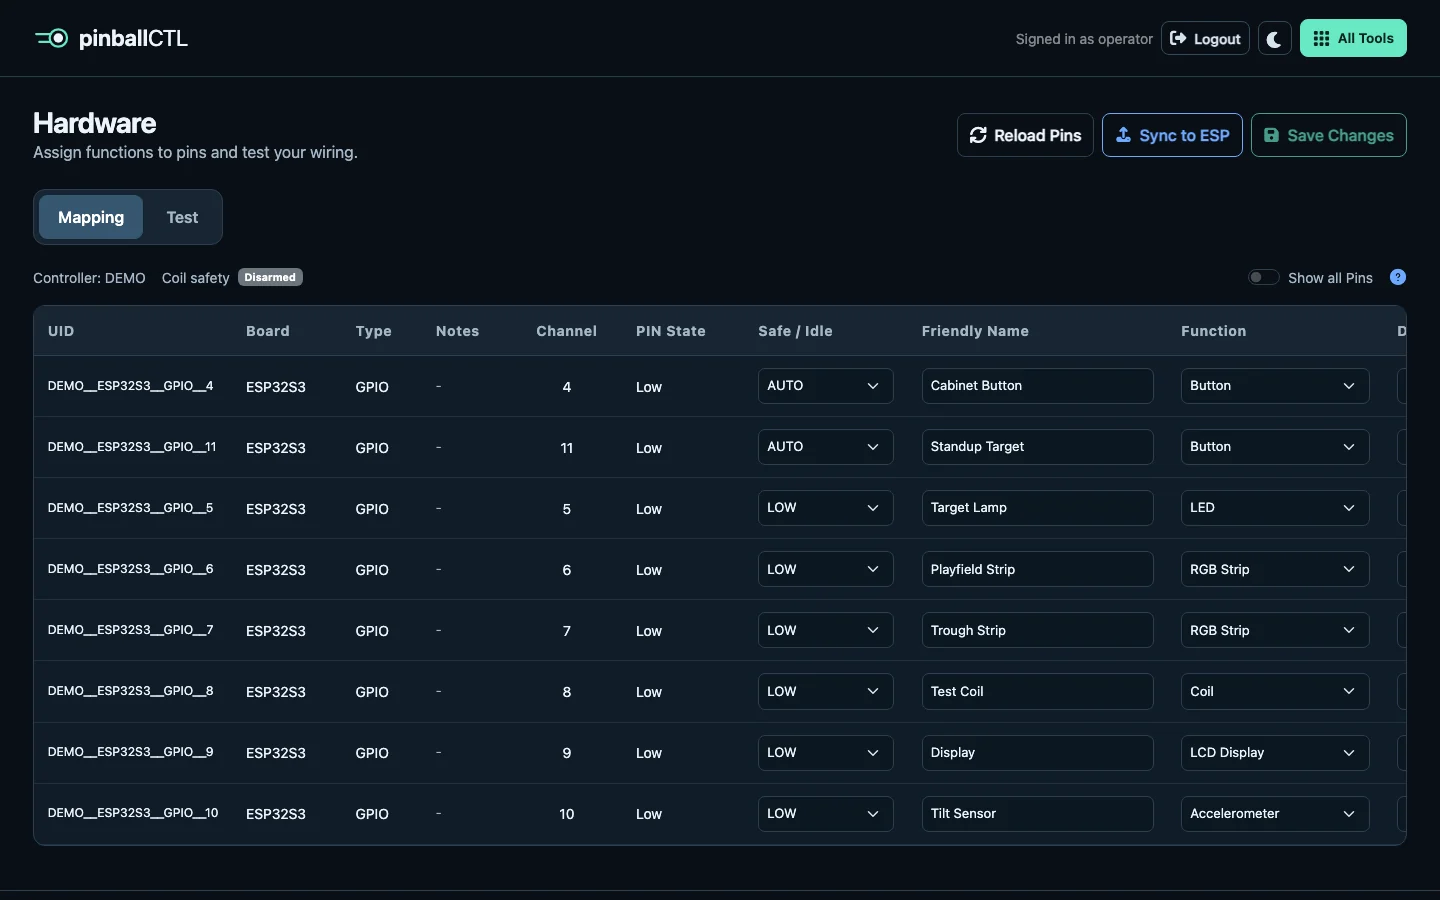 pinballCTL
Signed in as operator
Logout
All Tools
Hardware
Assign functions to pins and test your wiring.
Reload Pins
Sync to ESP
Save Changes
Mapping
Test
Controller: DEMO
Coil safety
Disarmed
Show all Pins
?
UID Board Type Notes Channel PIN State Safe / Idle Friendly Name Function D
DEMO__ESP32S3__GPIO__4 ESP32S3 GPIO - 4 Low AUTO Cabinet Button Button
DEMO__ESP32S3__GPIO__11 ESP32S3 GPIO - 11 Low AUTO Standup Target Button
DEMO__ESP32S3__GPIO__5 ESP32S3 GPIO - 5 Low LOW Target Lamp LED
DEMO__ESP32S3__GPIO__6 ESP32S3 GPIO - 6 Low LOW Playfield Strip RGB Strip
DEMO__ESP32S3__GPIO__7 ESP32S3 GPIO - 7 Low LOW Trough Strip RGB Strip
DEMO__ESP32S3__GPIO__8 ESP32S3 GPIO - 8 Low LOW Test Coil Coil
DEMO__ESP32S3__GPIO__9 ESP32S3 GPIO - 9 Low LOW Display LCD Display
DEMO__ESP32S3__GPIO__10 ESP32S3 GPIO - 10 Low LOW Tilt Sensor Accelerometer